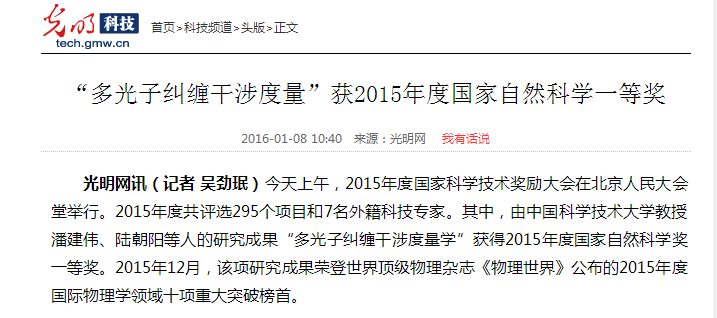 光明科技
tech.gmw.cn
首页>科技频道>头版>正文
“多光子纠缠干涉度量”获2015年度国家自然科学一等奖
2016-01-08 10:40 来源：光明网 我有话说
光明网讯（记者 吴劲珉）今天上午，2015年度国家科学技术奖励大会在北京人民大会
堂举行。2015年度共评选295个项目和7名外籍科技专家。其中，由中国科学技术大学教授
潘建伟、陆朝阳等人的研究成果“多光子纠缠干涉度量学”获得2015年度国家自然科学奖
一等奖。2015年12月，该项研究成果荣登世界顶级物理杂志《物理世界》公布的2015年度
国际物理学领域十项重大突破榜首。